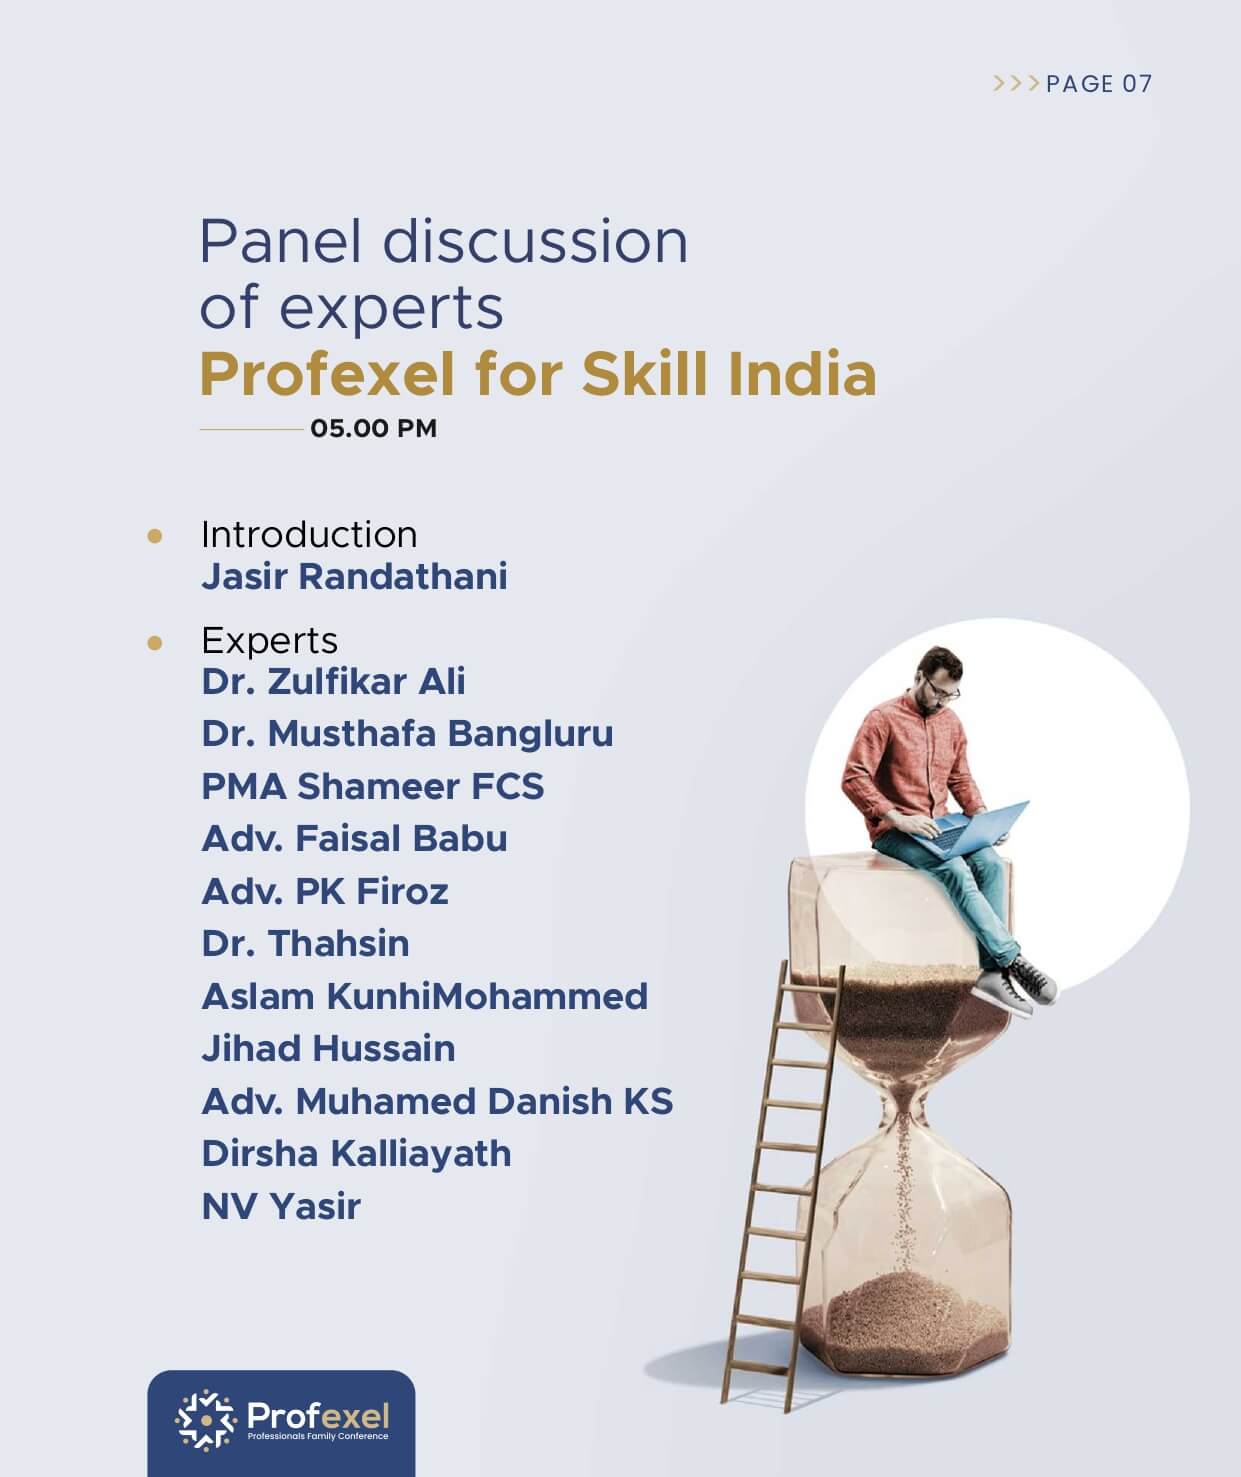 >>> PAGE 07
Panel discussion
of experts
Profexel for Skill India
05.00 PM
Introduction
Jasir Randathani
Experts
Dr. Zulfikar Ali
Dr. Musthafa Bangluru
PMA Shameer FCS
Adv. Faisal Babu
Adv. PK Firoz
Dr. Thahsin
Aslam KunhiMohammed
Jihad Hussain
Adv. Muhamed Danish KS
Dirsha Kalliayath
NV Yasir
Profexel
Professionals Family Conference